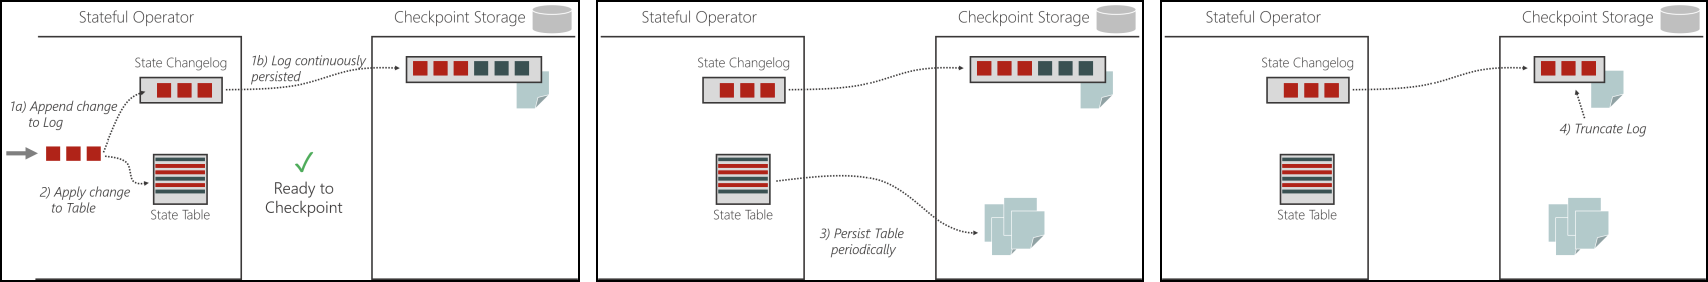 Stateful Operator
Checkpoint Storage
State Changelog
1b) Log continuously
persisted
1a) Append change
to Log
2) Apply change
to Table
State Table
Ready to
Checkpoint
Stateful Operator
Checkpoint Storage
State Changelog
State Table
3) Persist Table
periodically
Stateful Operator
Checkpoint Storage
State Changelog
4) Truncate Log
State Table